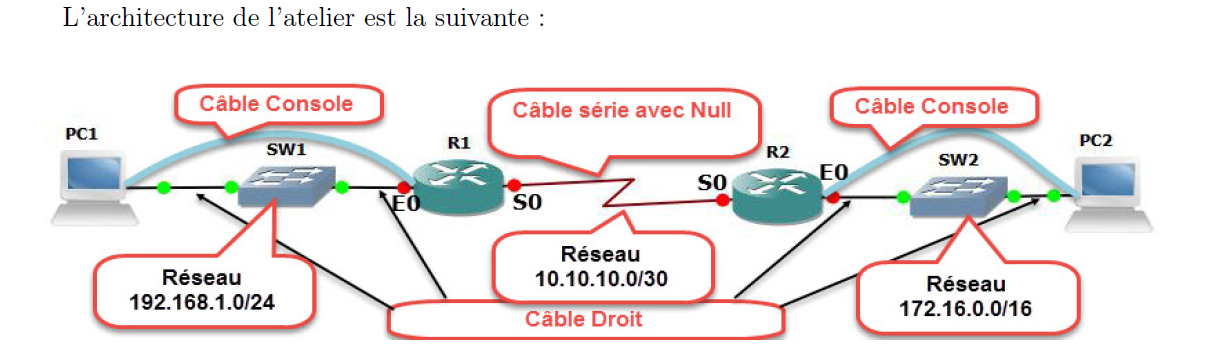 L'architecture de l'atelier est la suivante :
Câble Console
Câble série avec Null
Câble Console
PC1
SW1
R1
R2
SW2
PC2
E0
S0
S0
E0
Réseau
192.168.1.0/24
Réseau
10.10.10.0/30
Réseau
172.16.0.0/16
Câble Droit